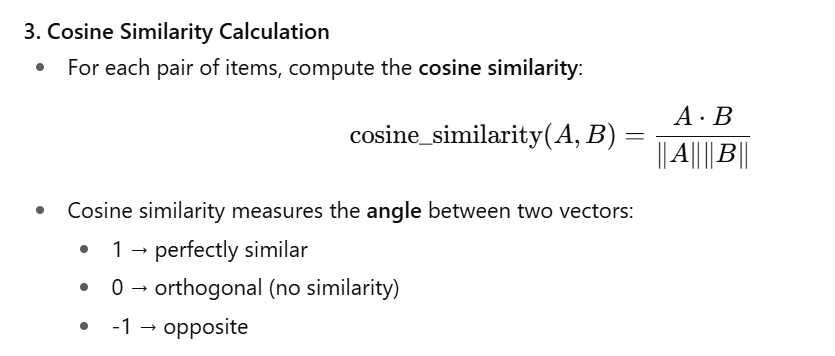 3. Cosine Similarity Calculation
• For each pair of items, compute the cosine similarity:
cosine_similarity(A, B) = A · B / ‖A‖‖B‖
• Cosine similarity measures the angle between two vectors:
• 1 → perfectly similar
• 0 → orthogonal (no similarity)
• -1 → opposite